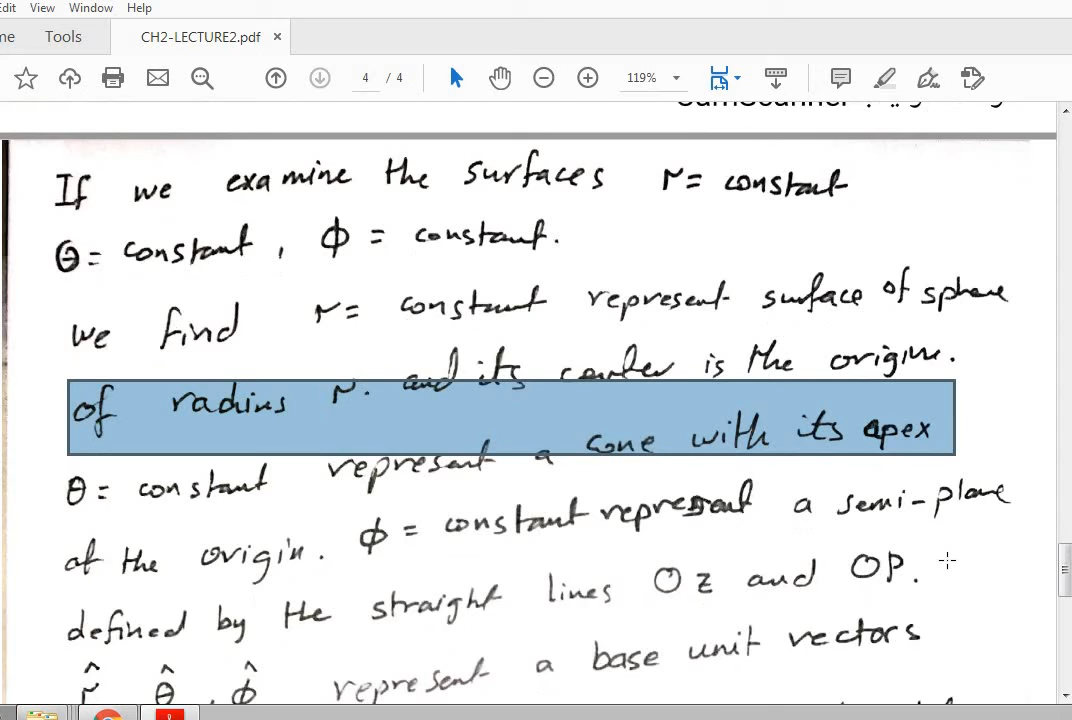 Edit View Window Help
me Tools CH2-LECTURE2.pdf ×
4 / 4 119%
CamScanner
If we examine the surfaces r= constant
θ= constant, ϕ = constant.
we find r= constant represent surface of sphere
of radius r. and its center is the origin.
θ= constant represent a cone with its apex
at the origin. ϕ = constant represent a semi-plane
defined by the straight lines OZ and OP.
r̂ θ̂, ϕ̂ represent a base unit vectors